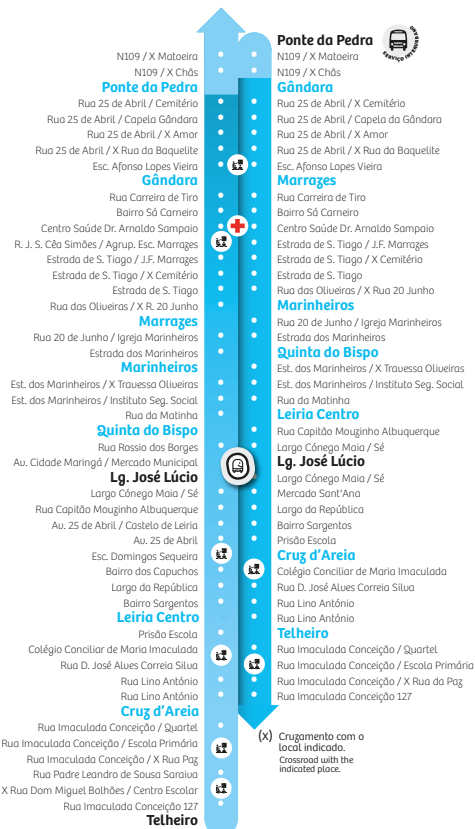 N109 / X Matoeira
N109 / X Chãs
Ponte da Pedra
Rua 25 de Abril / Cemitério
Rua 25 de Abril / Capela Gândara
Rua 25 de Abril / X Amor
Rua 25 de Abril / X Rua da Baquelite
Esc. Afonso Lopes Vieira
Gândara
Rua Carreira de Tiro
Bairro Sá Carneiro
Centro Saúde Dr. Arnaldo Sampaio
R. J. S. Cêa Simões / Agrup. Esc. Marrazes
Estrada de S. Tiago / J.F. Marrazes
Estrada de S. Tiago / X Cemitério
Estrada de S. Tiago
Rua das Oliveiras / X R. 20 Junho
Marrazes
Rua 20 de Junho / Igreja Marinheiros
Estrada dos Marinheiros
Marinheiros
Est. dos Marinheiros / X Travessa Oliveiras
Est. dos Marinheiros / Instituto Seg. Social
Rua da Matinha
Quinta do Bispo
Rua Rossio dos Borges
Av. Cidade Maringá / Mercado Municipal
Lg. José Lúcio
Largo Cónego Maia / Sé
Rua Capitão Mouzinho Albuquerque
Av. 25 de Abril / Castelo de Leiria
Av. 25 de Abril
Esc. Domingos Sequeira
Bairro dos Capuchos
Largo da República
Bairro Sargentos
Leiria Centro
Prisão Escola
Colégio Conciliar de Maria Imaculada
Rua D. José Alves Correia Silva
Rua Lino António
Rua Lino António
Cruz d'Areia
Rua Imaculada Conceição / Quartel
Rua Imaculada Conceição / Escola Primária
Rua Imaculada Conceição / X Rua Paz
Rua Padre Leandro de Sousa Saraiva
X Rua Dom Miguel Bolhões / Centro Escolar
Rua Imaculada Conceição 127
Telheiro
Ponte da Pedra
SERVIÇO INTERURBANO
N109 / X Matoeira
N109 / X Chãs
Gândara
Rua 25 de Abril / X Cemitério
Rua 25 de Abril / Capela da Gândara
Rua 25 de Abril / X Amor
Rua 25 de Abril / X Rua da Baquelite
Esc. Afonso Lopes Vieira
Marrazes
Rua Carreira de Tiro
Bairro Sá Carneiro
Centro Saúde Dr. Arnaldo Sampaio
Estrada de S. Tiago / J.F. Marrazes
Estrada de S. Tiago / X Cemitério
Estrada de S. Tiago
Rua das Oliveiras / X Rua 20 Junho
Marinheiros
Rua 20 de Junho / Igreja Marinheiros
Estrada dos Marinheiros
Quinta do Bispo
Est. dos Marinheiros / X Travessa Oliveiras
Est. dos Marinheiros / Instituto Seg. Social
Rua da Matinha
Leiria Centro
Rua Capitão Mouzinho Albuquerque
Largo Cónego Maia / Sé
Lg. José Lúcio
Largo Cónego Maia / Sé
Mercado Sant'Ana
Largo da República
Bairro Sargentos
Prisão Escola
Cruz d'Areia
Colégio Conciliar de Maria Imaculada
Rua D. José Alves Correia Silva
Rua Lino António
Rua Lino António
Telheiro
Rua Imaculada Conceição / Quartel
Rua Imaculada Conceição / Escola Primária
Rua Imaculada Conceição / X Rua da Paz
Rua Imaculada Conceição 127
(x) Cruzamento com o
local indicado.
Crossroad with the
indicated place.